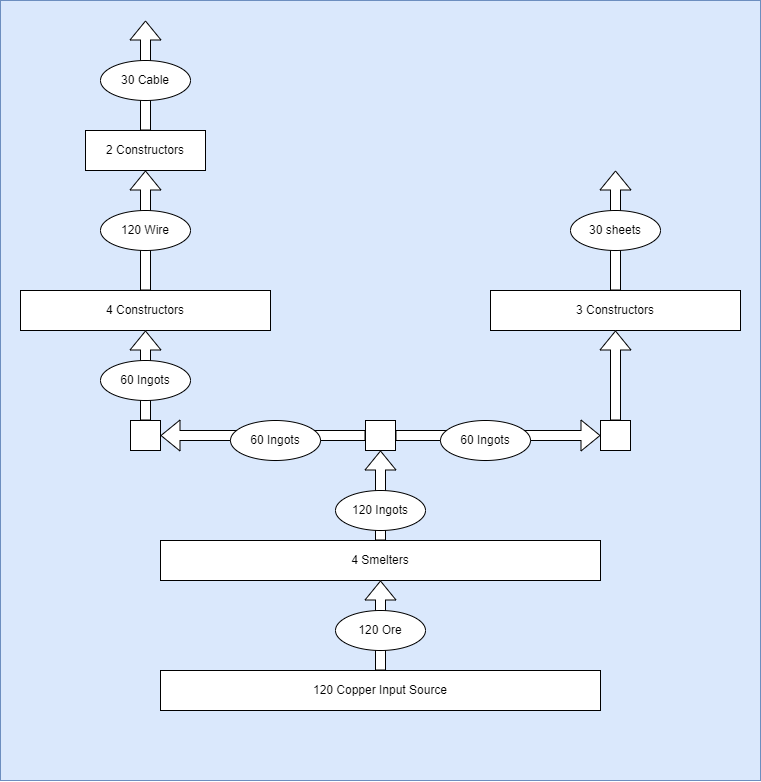 30 Cable
2 Constructors
120 Wire
30 sheets
4 Constructors
3 Constructors
60 Ingots
60 Ingots
60 Ingots
120 Ingots
4 Smelters
120 Ore
120 Copper Input Source